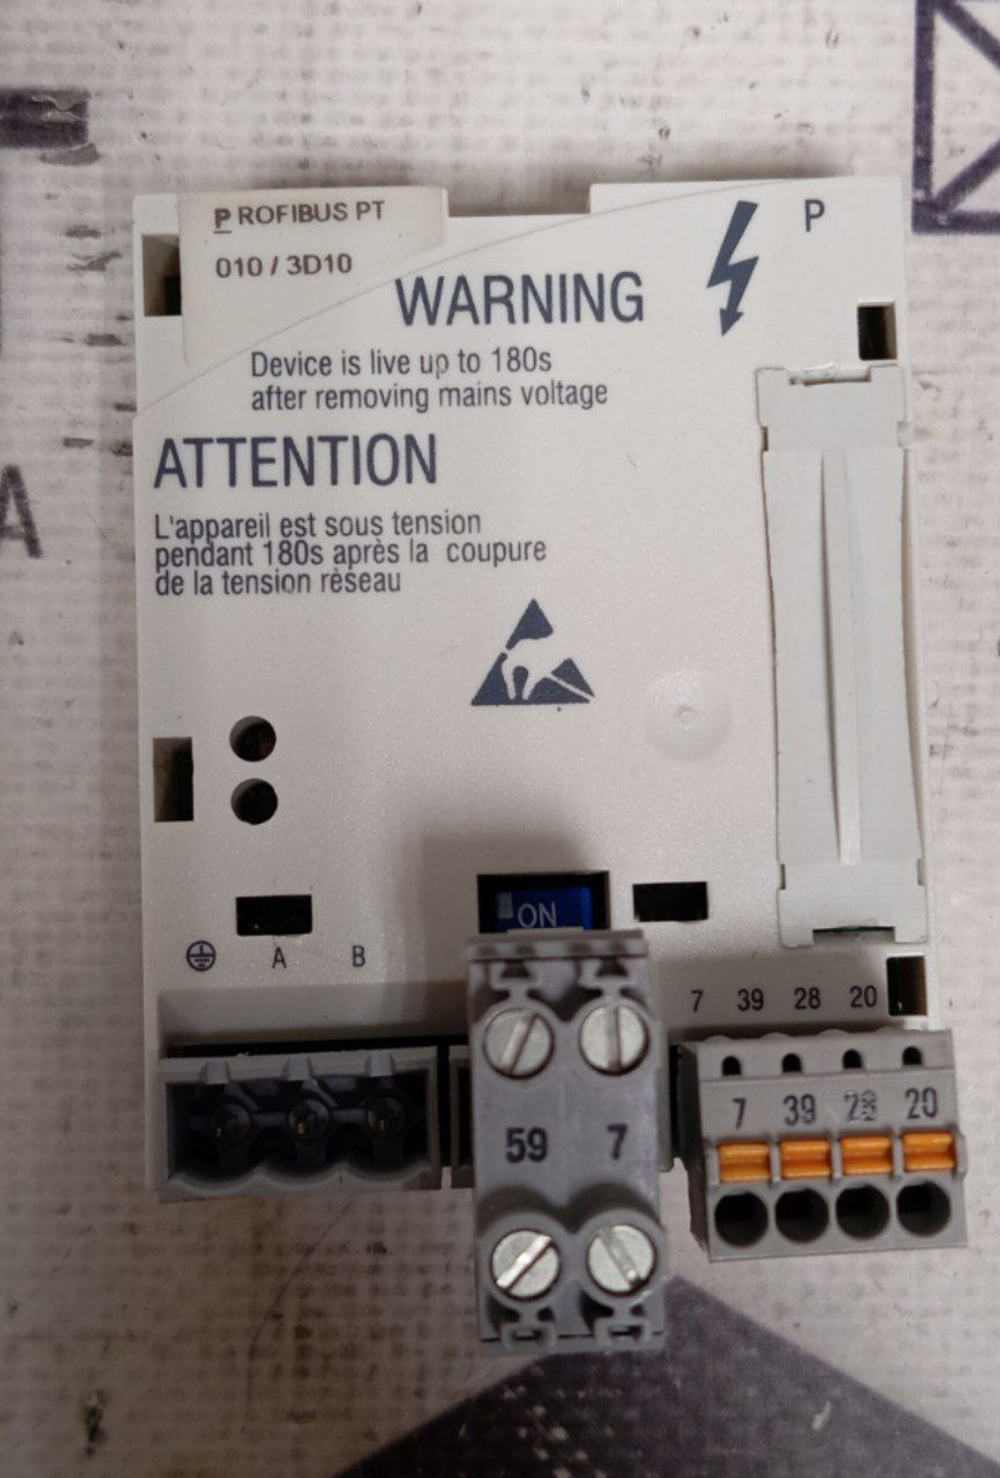 PROFIBUS PT
010 / 3D10
P
WARNING
Device is live up to 180s
after removing mains voltage
ATTENTION
L'appareil est sous tension
pendant 180s après la coupure
de la tension rèseau
ON
A B
7 39 28 20
7 39 28 20
59 7
A